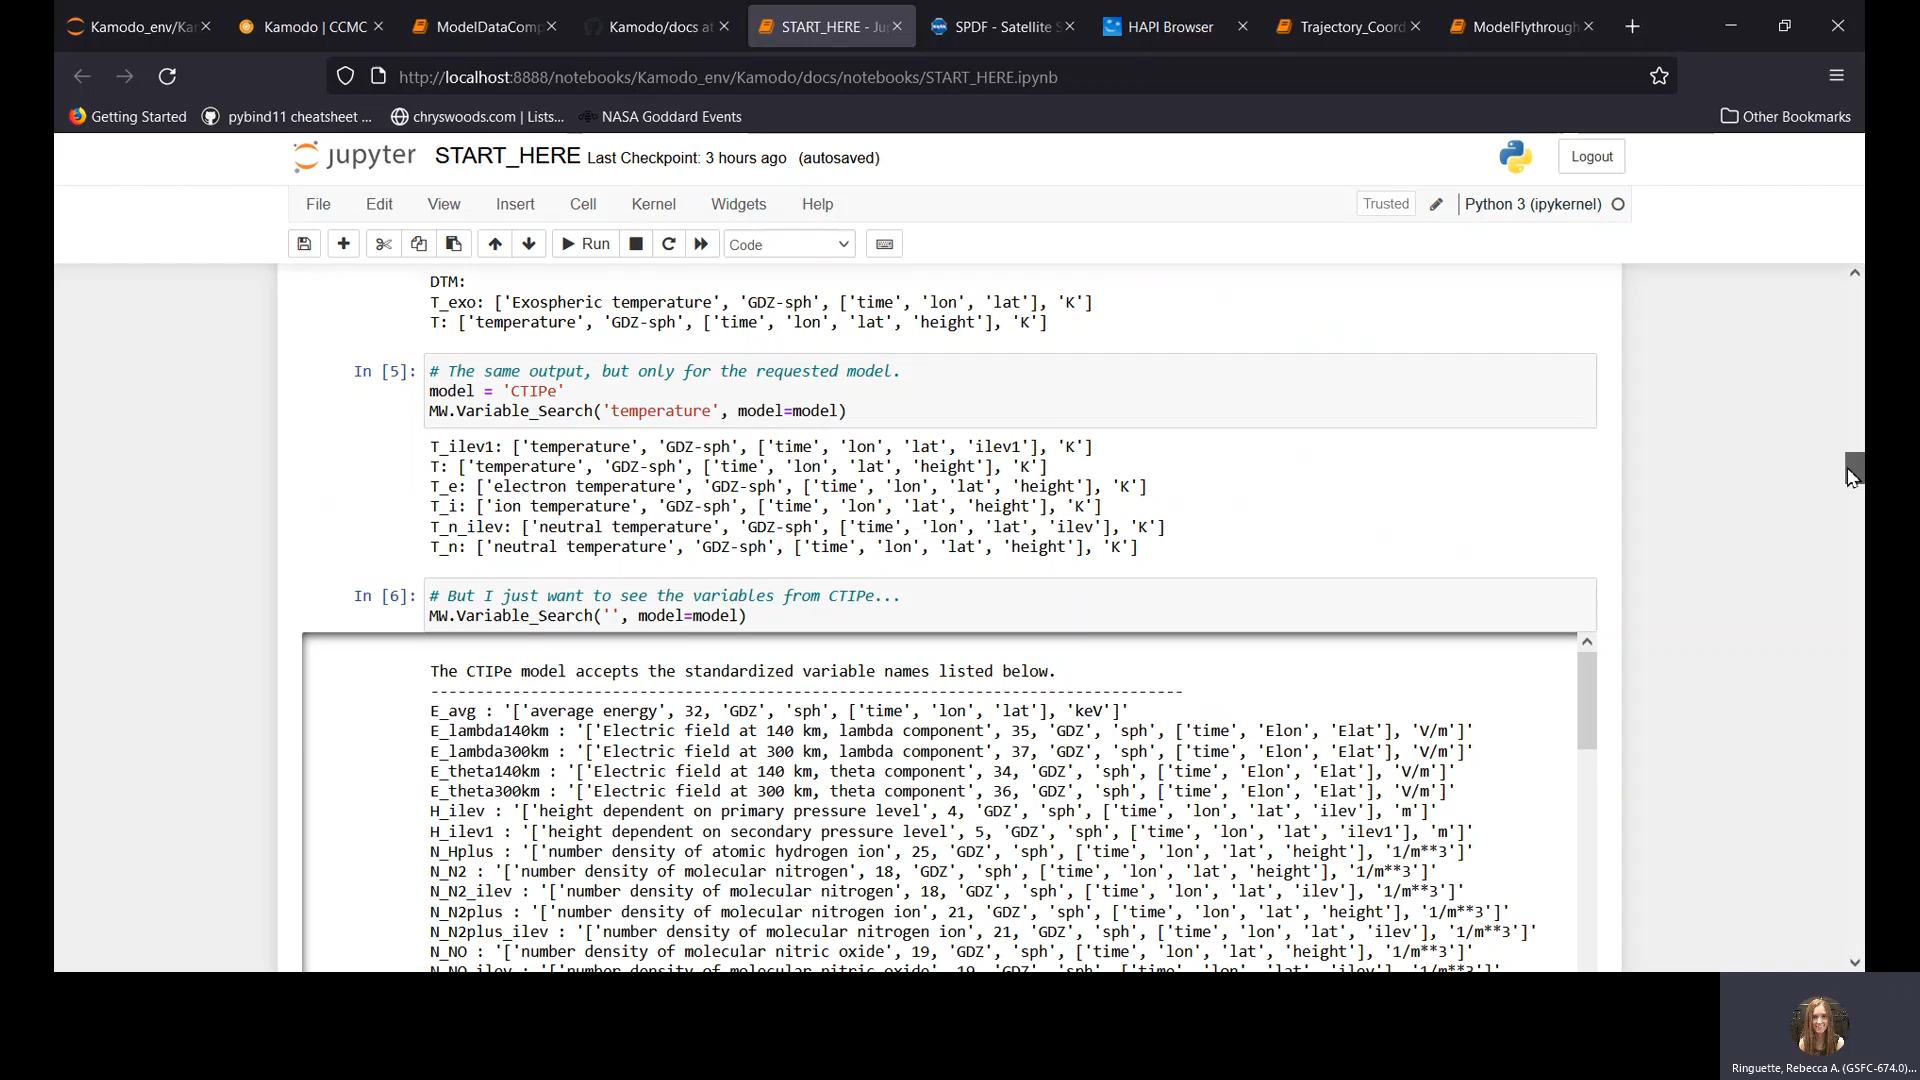 Kamodo_env/Ka
Kamodo | CCMC
ModelDataComp
Kamodo/docs at
START_HERE - Ju
SPDF - Satellite S
HAPI Browser
Trajectory_Coord
ModelFlythrough
http://localhost:8888/notebooks/Kamodo_env/Kamodo/docs/notebooks/START_HERE.ipynb
Getting Started
pybind11 cheatsheet ...
chryswoods.com | Lists...
NASA Goddard Events
Other Bookmarks
jupyter START_HERE Last Checkpoint: 3 hours ago (autosaved)
Logout
File Edit View Insert Cell Kernel Widgets Help
Trusted
Python 3 (ipykernel)
Run
Code
DTM:
T_exo: ['Exospheric temperature', 'GDZ-sph', ['time', 'lon', 'lat'], 'K']
T: ['temperature', 'GDZ-sph', ['time', 'lon', 'lat', 'height'], 'K']
In [5]: # The same output, but only for the requested model.
model = 'CTIPe'
MW.Variable_Search('temperature', model=model)
T_ilev1: ['temperature', 'GDZ-sph', ['time', 'lon', 'lat', 'ilev1'], 'K']
T: ['temperature', 'GDZ-sph', ['time', 'lon', 'lat', 'height'], 'K']
T_e: ['electron temperature', 'GDZ-sph', ['time', 'lon', 'lat', 'height'], 'K']
T_i: ['ion temperature', 'GDZ-sph', ['time', 'lon', 'lat', 'height'], 'K']
T_n_ilev: ['neutral temperature', 'GDZ-sph', ['time', 'lon', 'lat', 'ilev'], 'K']
T_n: ['neutral temperature', 'GDZ-sph', ['time', 'lon', 'lat', 'height'], 'K']
In [6]: # But I just want to see the variables from CTIPe...
MW.Variable_Search('', model=model)
The CTIPe model accepts the standardized variable names listed below.
-----------------------------------------------------------------------------------
E_avg : '['average energy', 32, 'GDZ', 'sph', ['time', 'lon', 'lat'], 'keV']'
E_lambda140km : '['Electric field at 140 km, lambda component', 35, 'GDZ', 'sph', ['time', 'Elon', 'Elat'], 'V/m']'
E_lambda300km : '['Electric field at 300 km, lambda component', 37, 'GDZ', 'sph', ['time', 'Elon', 'Elat'], 'V/m']'
E_theta140km : '['Electric field at 140 km, theta component', 34, 'GDZ', 'sph', ['time', 'Elon', 'Elat'], 'V/m']'
E_theta300km : '['Electric field at 300 km, theta component', 36, 'GDZ', 'sph', ['time', 'Elon', 'Elat'], 'V/m']'
H_ilev : '['height dependent on primary pressure level', 4, 'GDZ', 'sph', ['time', 'lon', 'lat', 'ilev'], 'm']'
H_ilev1 : '['height dependent on secondary pressure level', 5, 'GDZ', 'sph', ['time', 'lon', 'lat', 'ilev1'], 'm']'
N_Hplus : '['number density of atomic hydrogen ion', 25, 'GDZ', 'sph', ['time', 'lon', 'lat', 'height'], '1/m**3']'
N_N2 : '['number density of molecular nitrogen', 18, 'GDZ', 'sph', ['time', 'lon', 'lat', 'height'], '1/m**3']'
N_N2_ilev : '['number density of molecular nitrogen', 18, 'GDZ', 'sph', ['time', 'lon', 'lat', 'ilev'], '1/m**3']'
N_N2plus : '['number density of molecular nitrogen ion', 21, 'GDZ', 'sph', ['time', 'lon', 'lat', 'height'], '1/m**3']'
N_N2plus_ilev : '['number density of molecular nitrogen ion', 21, 'GDZ', 'sph', ['time', 'lon', 'lat', 'ilev'], '1/m**3']'
N_NO : '['number density of molecular nitric oxide', 19, 'GDZ', 'sph', ['time', 'lon', 'lat', 'height'], '1/m**3']'
N_NO_ilev : '['number density of molecular nitric oxide', 19, 'GDZ', 'sph', ['time', 'lon', 'lat', 'ilev'], '1/m**3']'
Ringuette, Rebecca A. (GSFC-674.0)...